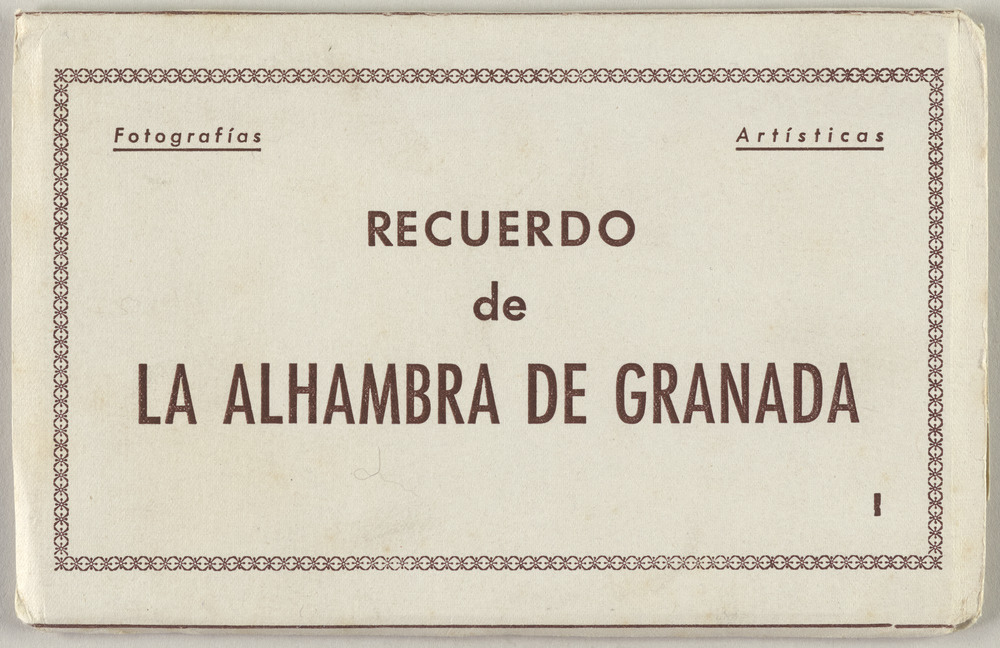 Fotografías Artísticas
RECUERDO
de
LA ALHAMBRA DE GRANADA
I